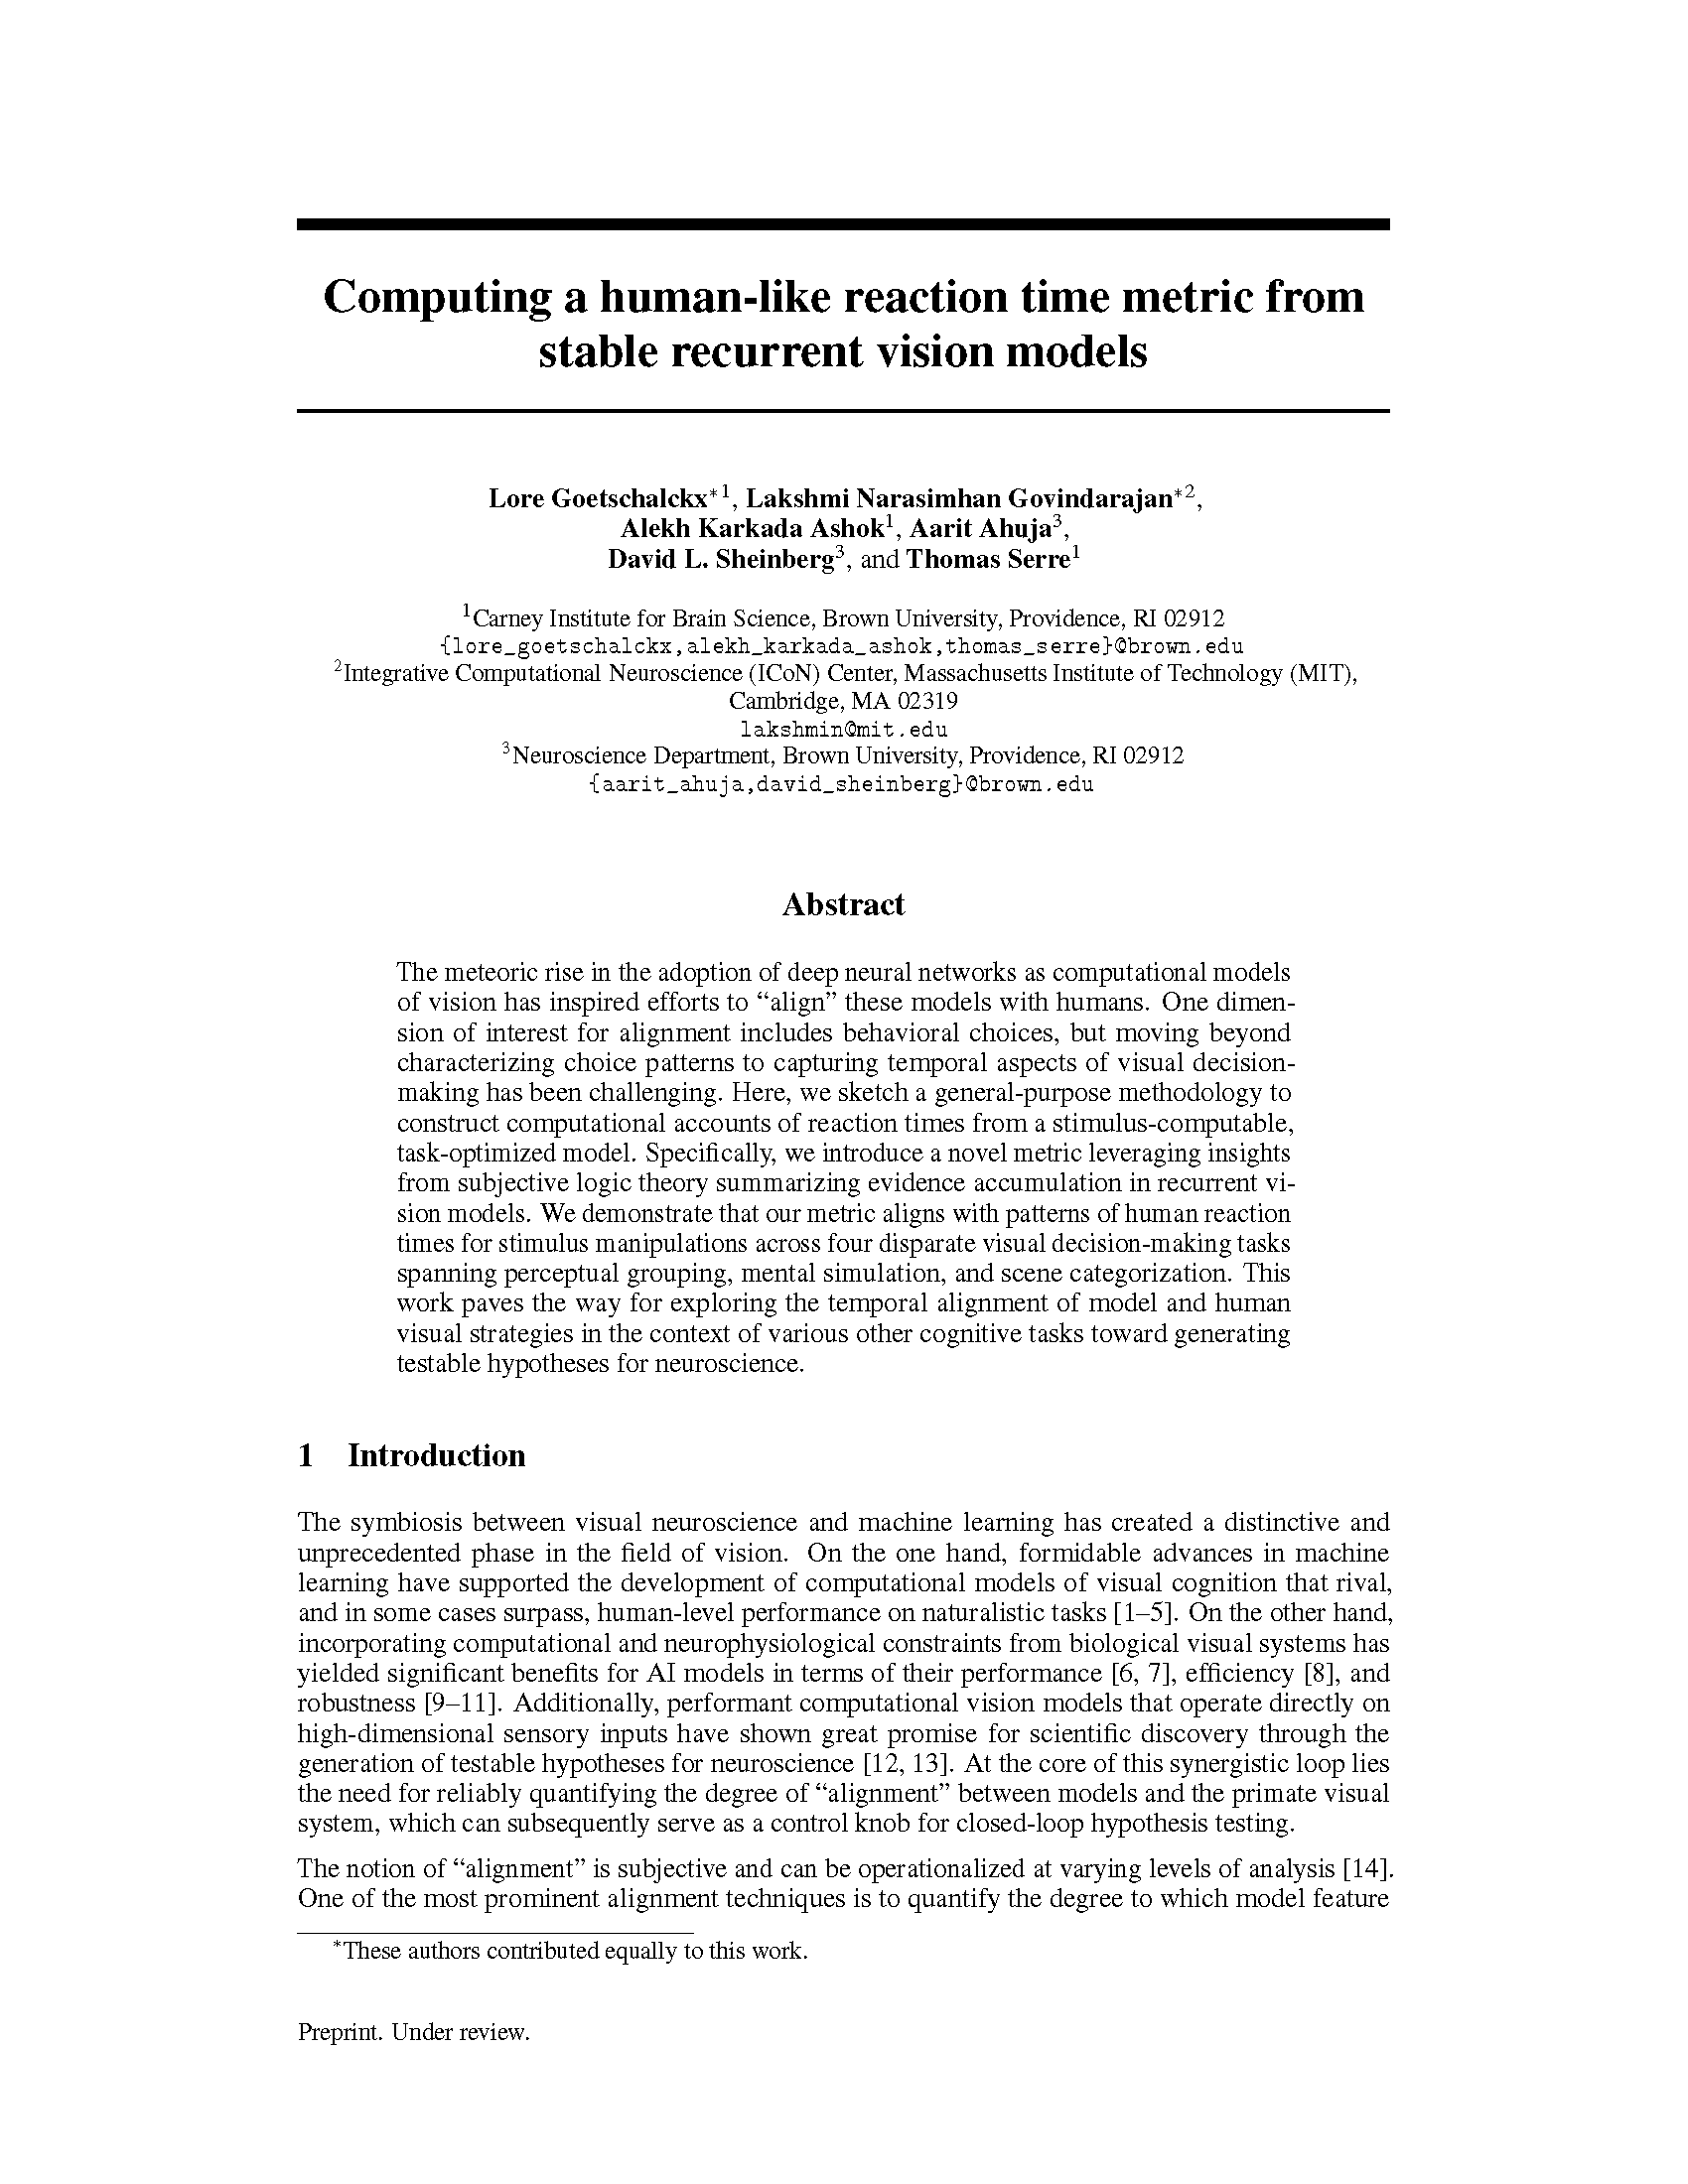 Computing a human-like reaction time metric from
stable recurrent vision models
Lore Goetschalckx*1, Lakshmi Narasimhan Govindarajan*2,
Alekh Karkada Ashok1, Aarit Ahuja3,
David L. Sheinberg3, and Thomas Serre1
1Carney Institute for Brain Science, Brown University, Providence, RI 02912
{lore_goetschalckx,alekh_karkada_ashok,thomas_serre}@brown.edu
2Integrative Computational Neuroscience (ICoN) Center, Massachusetts Institute of Technology (MIT),
Cambridge, MA 02319
lakshmin@mit.edu
3Neuroscience Department, Brown University, Providence, RI 02912
{aarit_ahuja,david_sheinberg}@brown.edu
Abstract
The meteoric rise in the adoption of deep neural networks as computational models
of vision has inspired efforts to “align” these models with humans. One dimen-
sion of interest for alignment includes behavioral choices, but moving beyond
characterizing choice patterns to capturing temporal aspects of visual decision-
making has been challenging. Here, we sketch a general-purpose methodology to
construct computational accounts of reaction times from a stimulus-computable,
task-optimized model. Specifically, we introduce a novel metric leveraging insights
from subjective logic theory summarizing evidence accumulation in recurrent vi-
sion models. We demonstrate that our metric aligns with patterns of human reaction
times for stimulus manipulations across four disparate visual decision-making tasks
spanning perceptual grouping, mental simulation, and scene categorization. This
work paves the way for exploring the temporal alignment of model and human
visual strategies in the context of various other cognitive tasks toward generating
testable hypotheses for neuroscience.
1 Introduction
The symbiosis between visual neuroscience and machine learning has created a distinctive and
unprecedented phase in the field of vision. On the one hand, formidable advances in machine
learning have supported the development of computational models of visual cognition that rival,
and in some cases surpass, human-level performance on naturalistic tasks [1–5]. On the other hand,
incorporating computational and neurophysiological constraints from biological visual systems has
yielded significant benefits for AI models in terms of their performance [6, 7], efficiency [8], and
robustness [9–11]. Additionally, performant computational vision models that operate directly on
high-dimensional sensory inputs have shown great promise for scientific discovery through the
generation of testable hypotheses for neuroscience [12, 13]. At the core of this synergistic loop lies
the need for reliably quantifying the degree of “alignment” between models and the primate visual
system, which can subsequently serve as a control knob for closed-loop hypothesis testing.
The notion of “alignment” is subjective and can be operationalized at varying levels of analysis [14].
One of the most prominent alignment techniques is to quantify the degree to which model feature
*These authors contributed equally to this work.
Preprint. Under review.